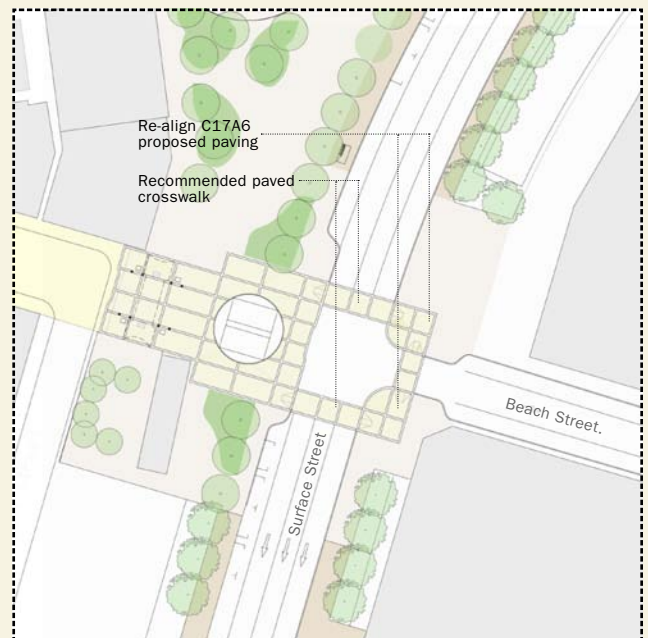 Re-align C17A6
proposed paving
Recommended paved
crosswalk
Beach Street.
Surface Street